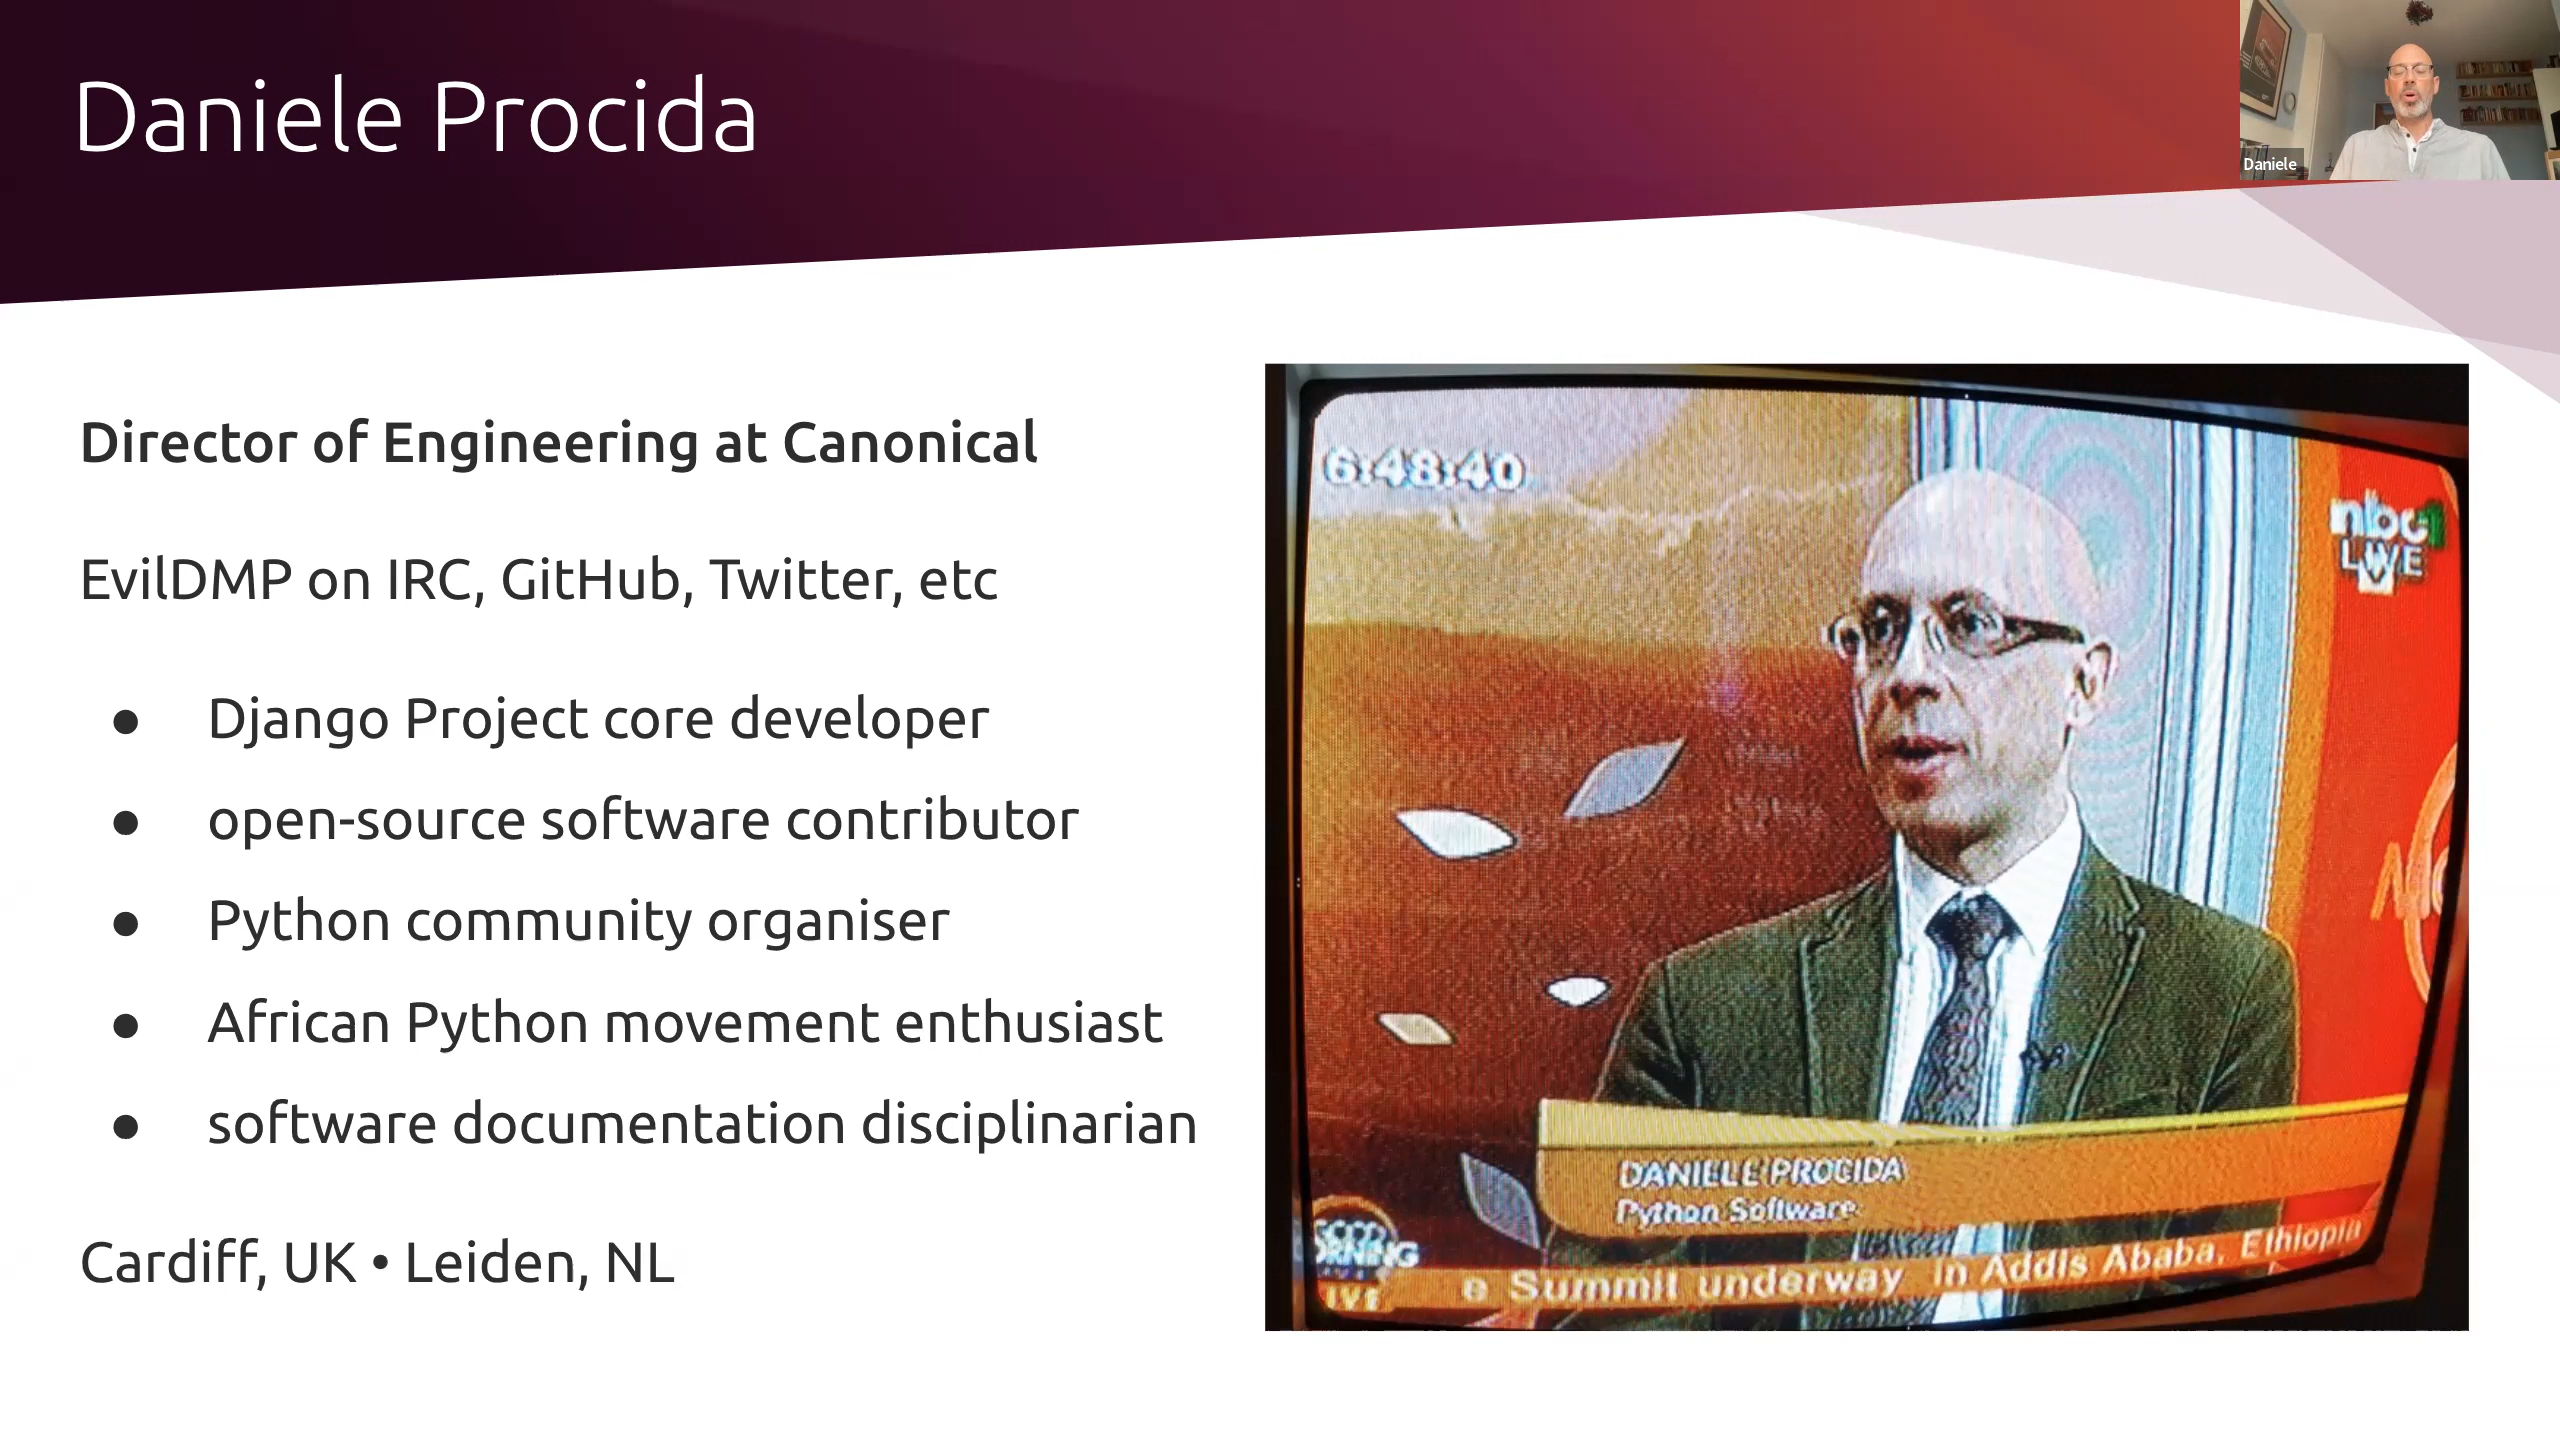 Daniele Procida
Daniele
Director of Engineering at Canonical
EvilDMP on IRC, GitHub, Twitter, etc
● Django Project core developer
● open-source software contributor
● Python community organiser
● African Python movement enthusiast
● software documentation disciplinarian
Cardiff, UK • Leiden, NL
6:48:40
nbc1
LIVE
DANIELE PROCIDA
Python Software
e Summit underway in Addis Ababa, Ethiopia